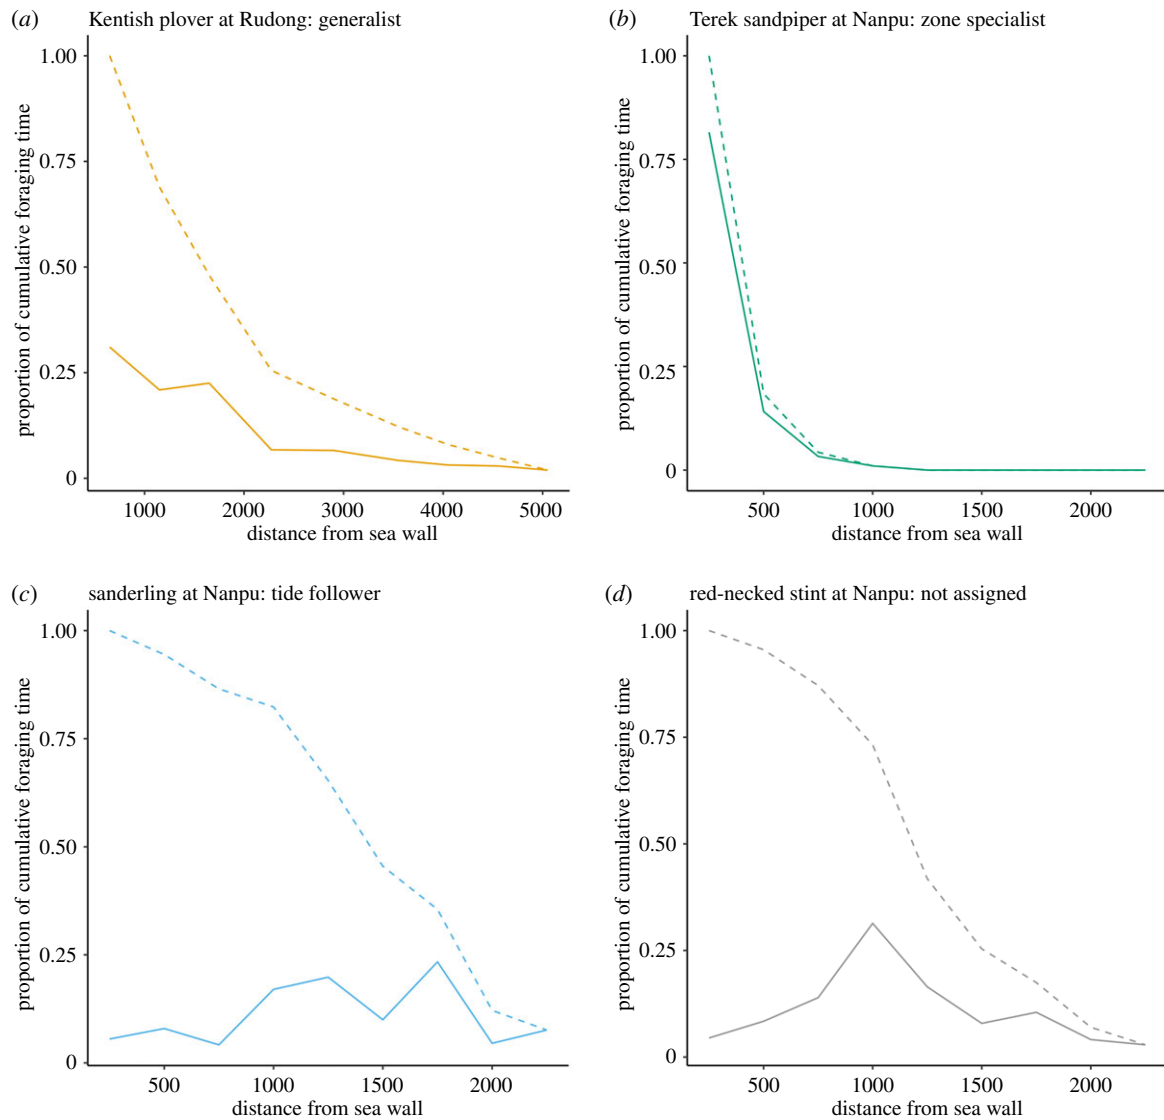 (a) Kentish plover at Rudong: generalist
1.00
0.75
0.50
0.25
0
proportion of cumulative foraging time
1000 2000 3000 4000 5000
distance from sea wall
(b) Terek sandpiper at Nanpu: zone specialist
1.00
0.75
0.50
0.25
0
proportion of cumulative foraging time
500 1000 1500 2000
distance from sea wall
(c) sanderling at Nanpu: tide follower
1.00
0.75
0.50
0.25
0
proportion of cumulative foraging time
500 1000 1500 2000
distance from sea wall
(d) red-necked stint at Nanpu: not assigned
1.00
0.75
0.50
0.25
0
proportion of cumulative foraging time
500 1000 1500 2000
distance from sea wall